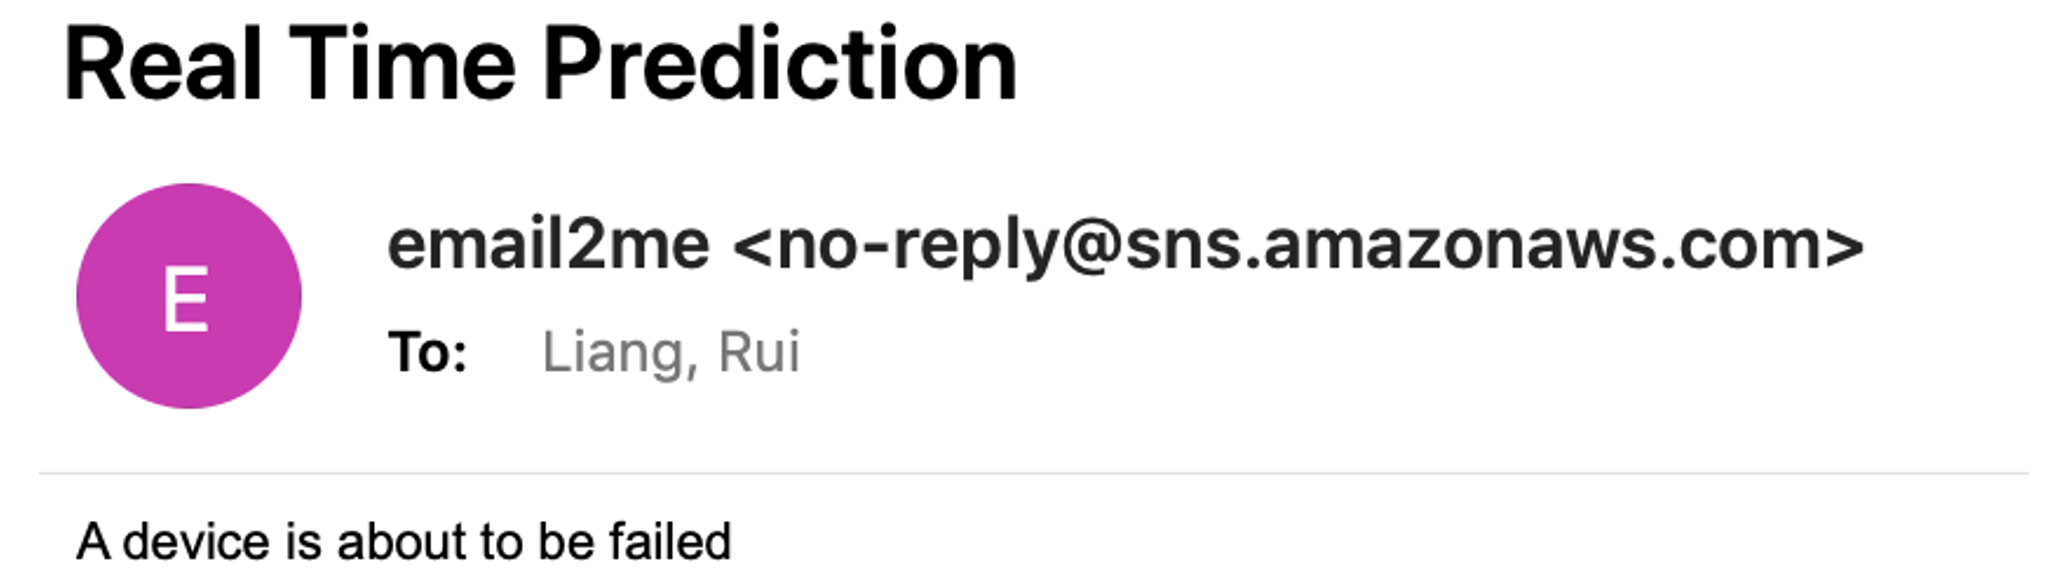 Real Time Prediction
E
email2me <no-reply@sns.amazonaws.com>
To: Liang, Rui
A device is about to be failed